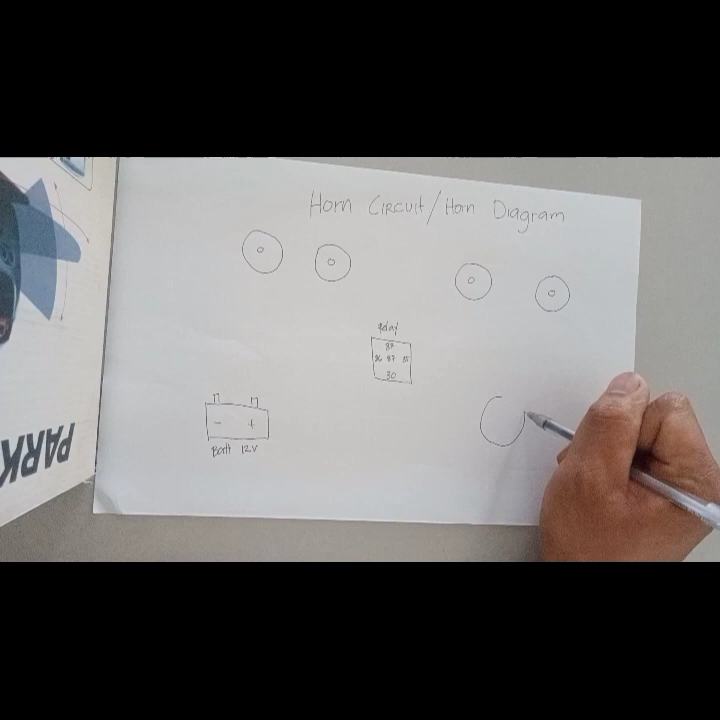 Horn Circuit/Horn Diagram
Relay
87
86 87 85
30
- +
Batt 12V
PARK